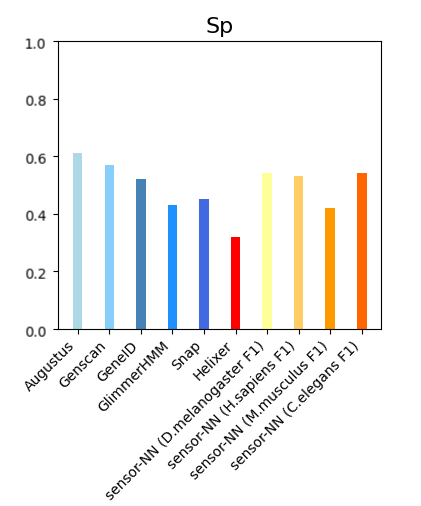 Sp
1.0
0.8
0.6
0.4
0.2
0.0
Augustus
Genscan
GeneID
GlimmerHMM
Snap
Helixer
sensor-NN (D.melanogaster F1)
sensor-NN (H.sapiens F1)
sensor-NN (M.musculus F1)
sensor-NN (C.elegans F1)